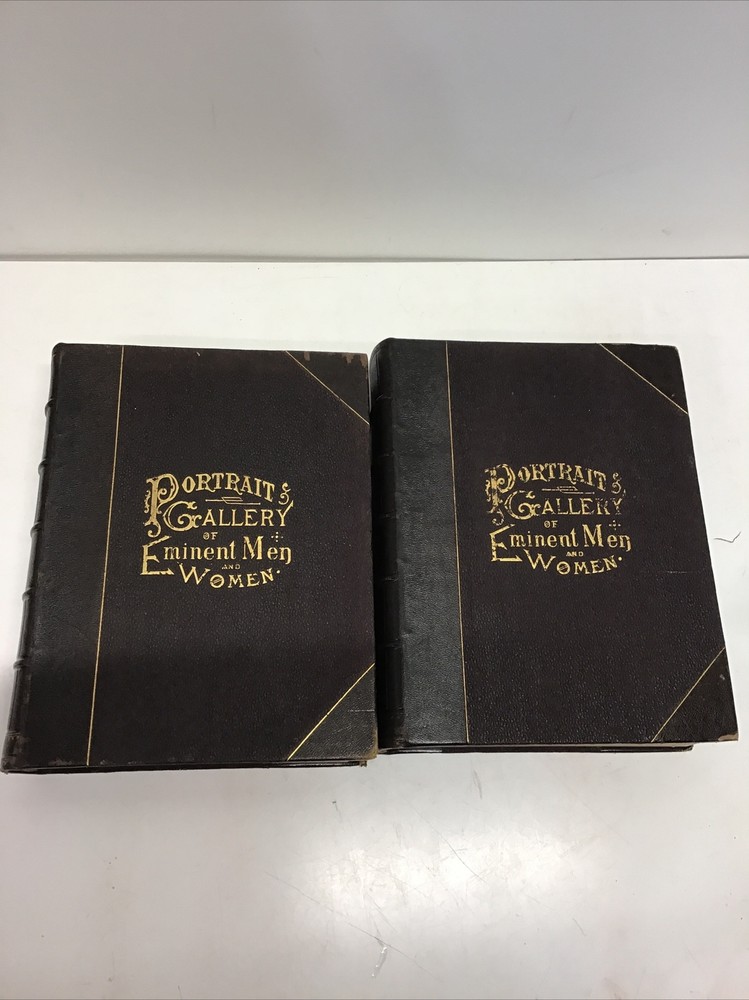 PORTRAIT
GALLERY
OF
Eminent Men
AND
WOMEN.
PORTRAIT
GALLERY
OF
Eminent Men
AND
WOMEN.